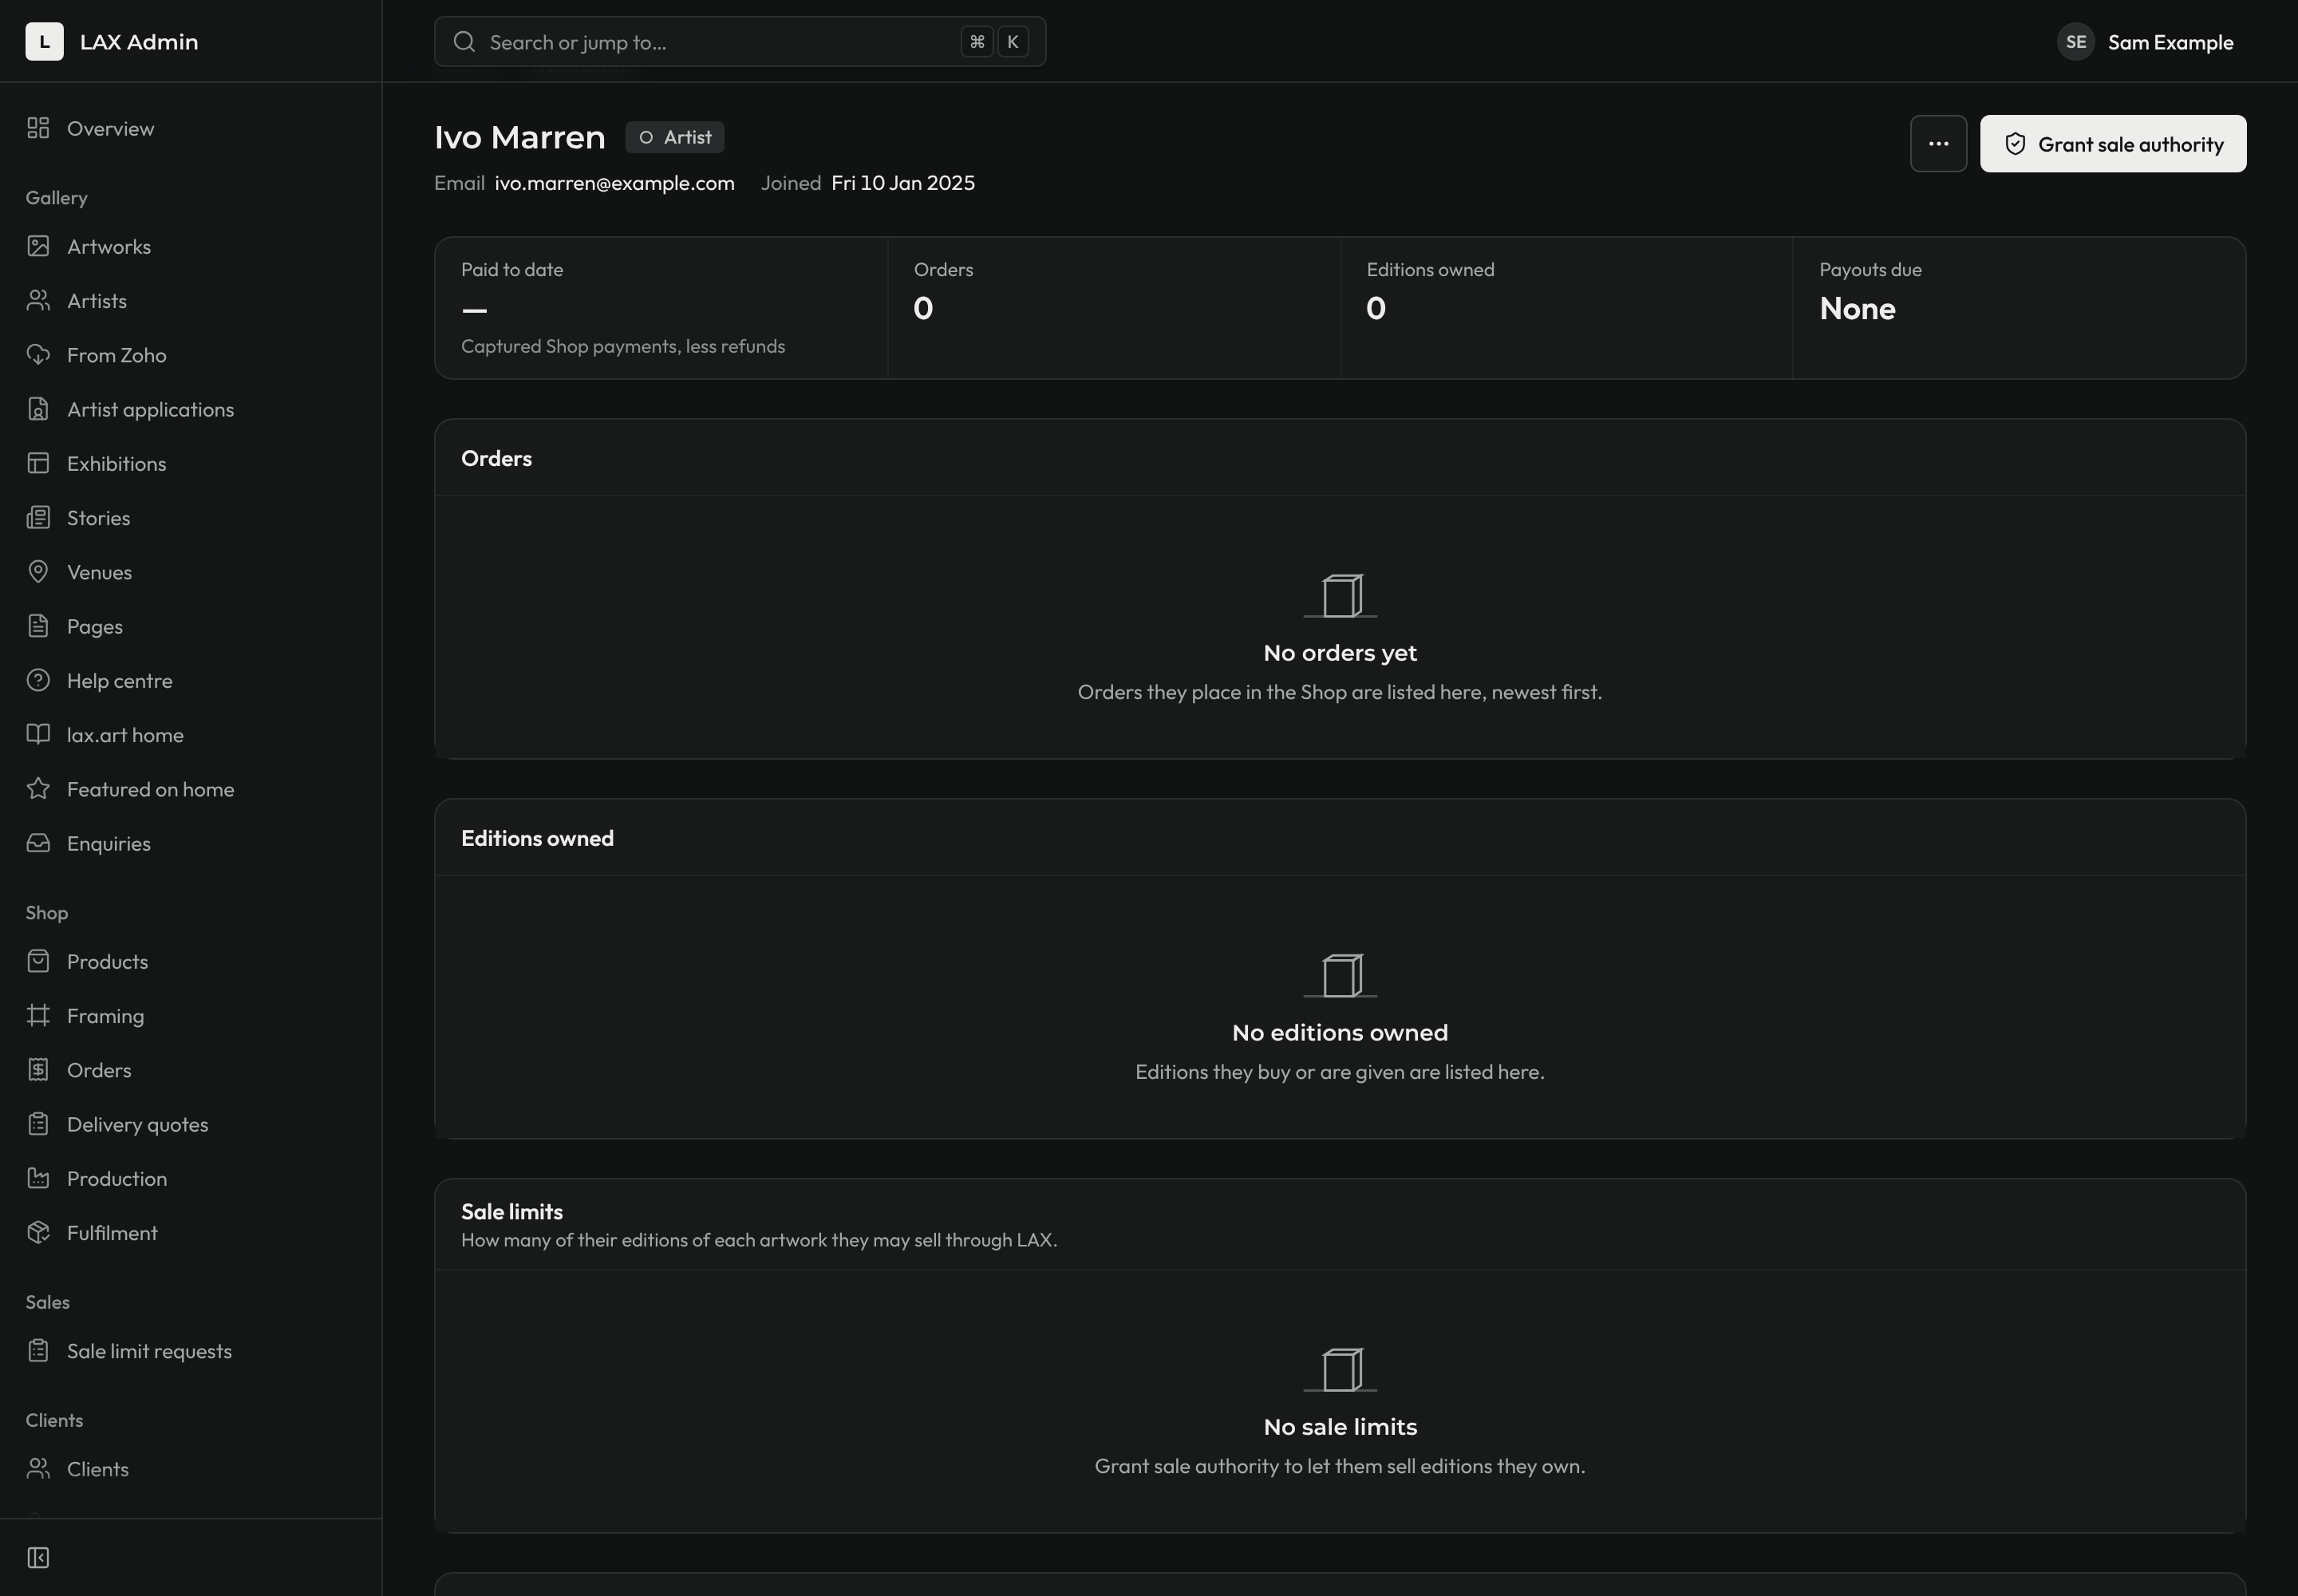 L LAX Admin
Search or jump to...
⌘ K
SE Sam Example
Overview
Gallery
Artworks
Artists
From Zoho
Artist applications
Exhibitions
Stories
Venues
Pages
Help centre
lax.art home
Featured on home
Enquiries
Shop
Products
Framing
Orders
Delivery quotes
Production
Fulfilment
Sales
Sale limit requests
Clients
Clients
Ivo Marren
Artist
Grant sale authority
Email ivo.marren@example.com Joined Fri 10 Jan 2025
Paid to date
—
Captured Shop payments, less refunds
Orders
0
Editions owned
0
Payouts due
None
Orders
No orders yet
Orders they place in the Shop are listed here, newest first.
Editions owned
No editions owned
Editions they buy or are given are listed here.
Sale limits
How many of their editions of each artwork they may sell through LAX.
No sale limits
Grant sale authority to let them sell editions they own.